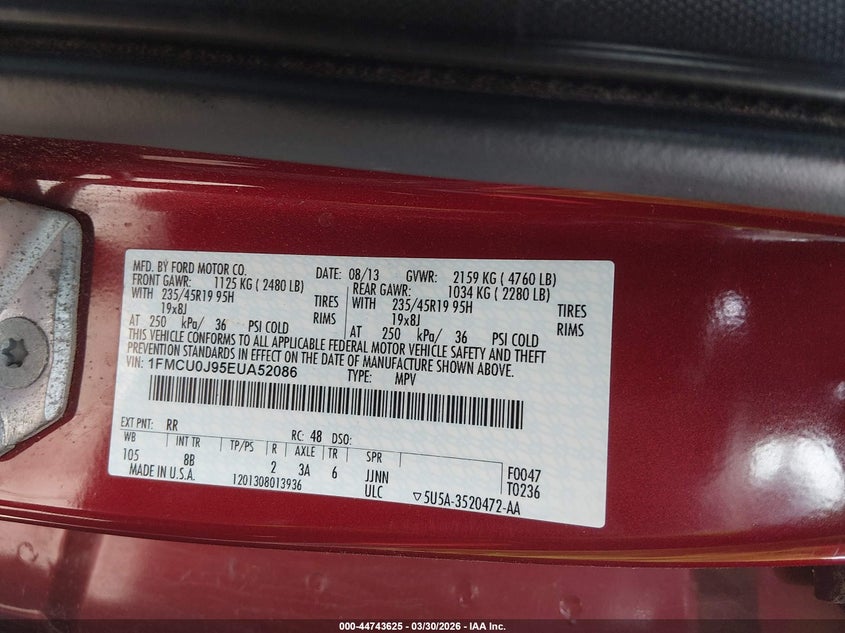 MFD. BY FORD MOTOR CO. DATE: 08/13 GVWR: 2159 KG ( 4760 LB)
FRONT GAWR: 1125 KG ( 2480 LB) REAR GAWR: 1034 KG ( 2280 LB)
WITH 235/45R19 95H TIRES WITH 235/45R19 95H TIRES
19x8J RIMS 19x8J RIMS
AT 250 kPa/ 36 PSI COLD AT 250 kPa/ 36 PSI COLD
THIS VEHICLE CONFORMS TO ALL APPLICABLE FEDERAL MOTOR VEHICLE SAFETY AND THEFT
PREVENTION STANDARDS IN EFFECT ON THE DATE OF MANUFACTURE SHOWN ABOVE.
VIN: 1FMCU0J95EUA52086 TYPE: MPV
EXT PNT: RR RC: 48 DSO:
WB INT TR TP/PS R AXLE TR SPR F0047
105 8B 2 3A 6 JJNN T0236
MADE IN U.S.A. 1201308013936 ULC ▽5U5A-3520472-AA
000-44743625 - 03/30/2026 - IAA Inc.